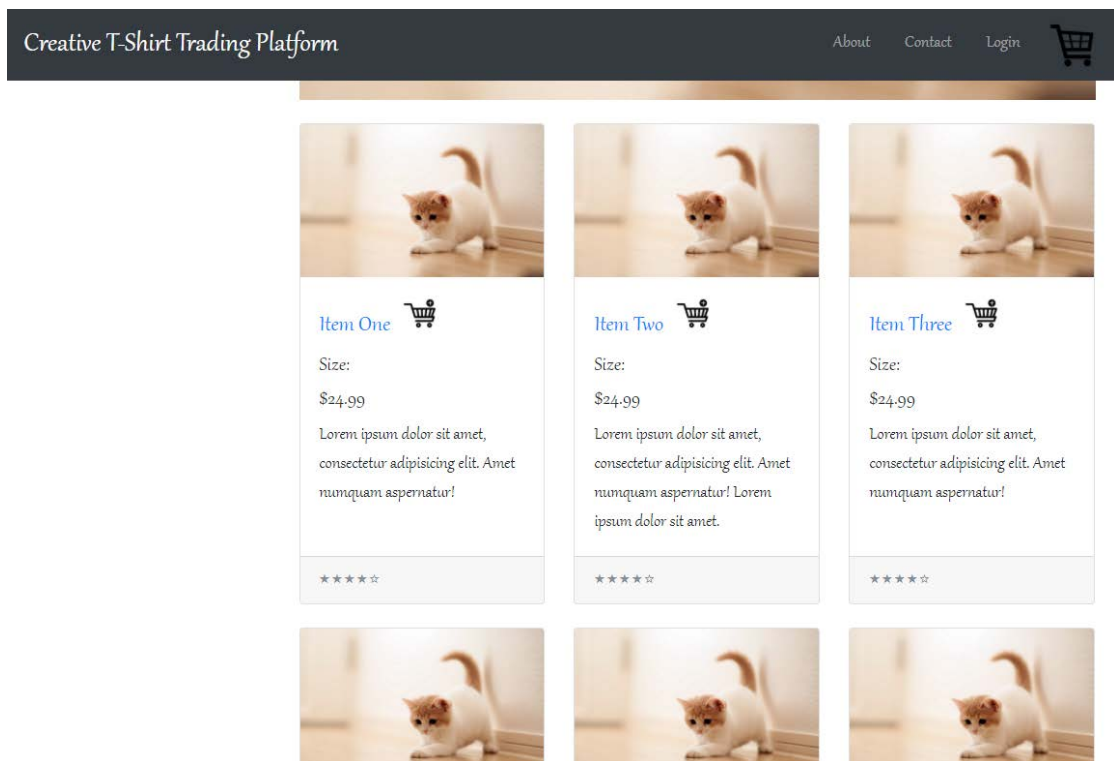 Creative T-Shirt Trading Platform
About Contact Login
Item One
Size:
$24.99
Lorem ipsum dolor sit amet,
consectetur adipisicing elit. Amet
numquam aspernatur!
★★★★☆
Item Two
Size:
$24.99
Lorem ipsum dolor sit amet,
consectetur adipisicing elit. Amet
numquam aspernatur! Lorem
ipsum dolor sit amet.
★★★★☆
Item Three
Size:
$24.99
Lorem ipsum dolor sit amet,
consectetur adipisicing elit. Amet
numquam aspernatur!
★★★★☆